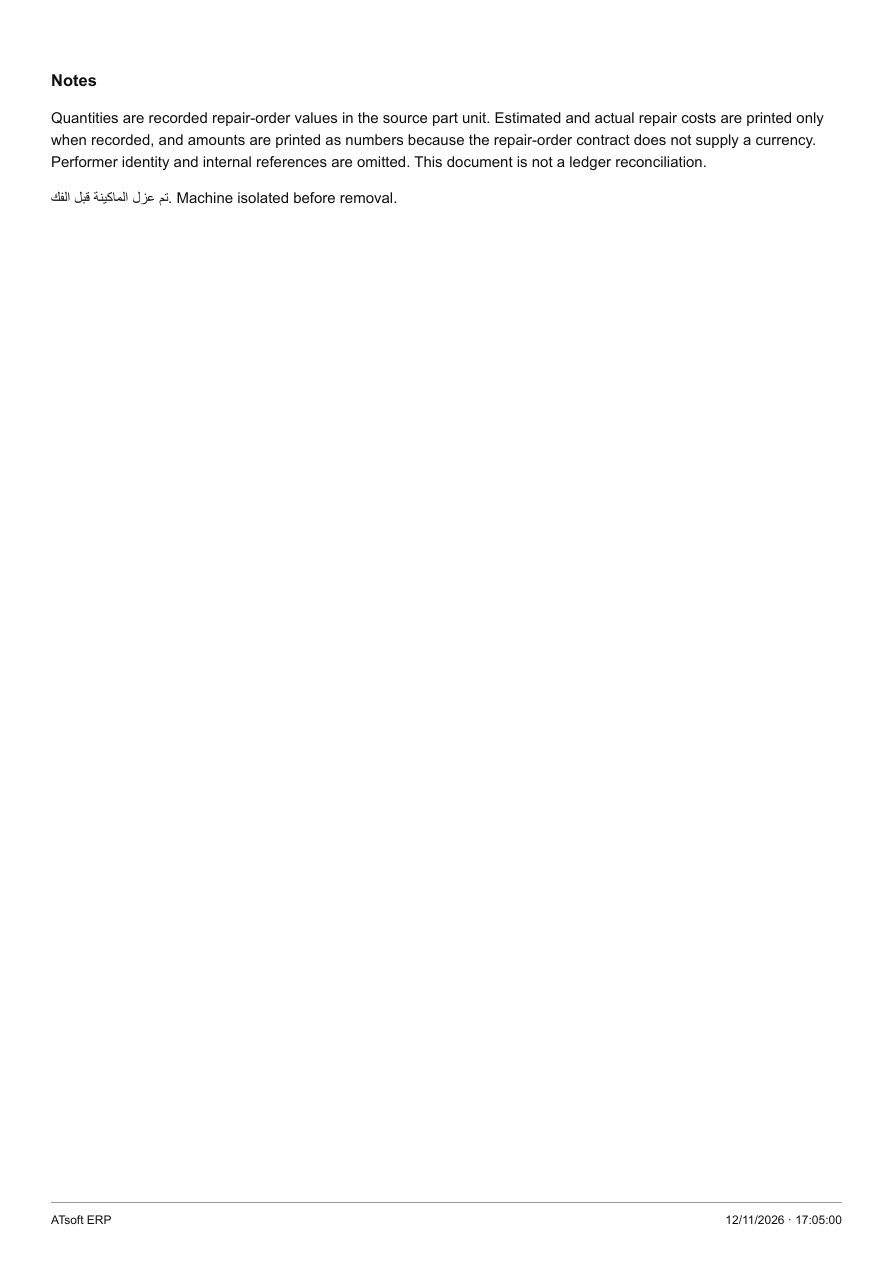 Notes
Quantities are recorded repair-order values in the source part unit. Estimated and actual repair costs are printed only
when recorded, and amounts are printed as numbers because the repair-order contract does not supply a currency.
Performer identity and internal references are omitted. This document is not a ledger reconciliation.
تم عزل الماكينة قبل الفك. Machine isolated before removal.
ATsoft ERP
12/11/2026 · 17:05:00